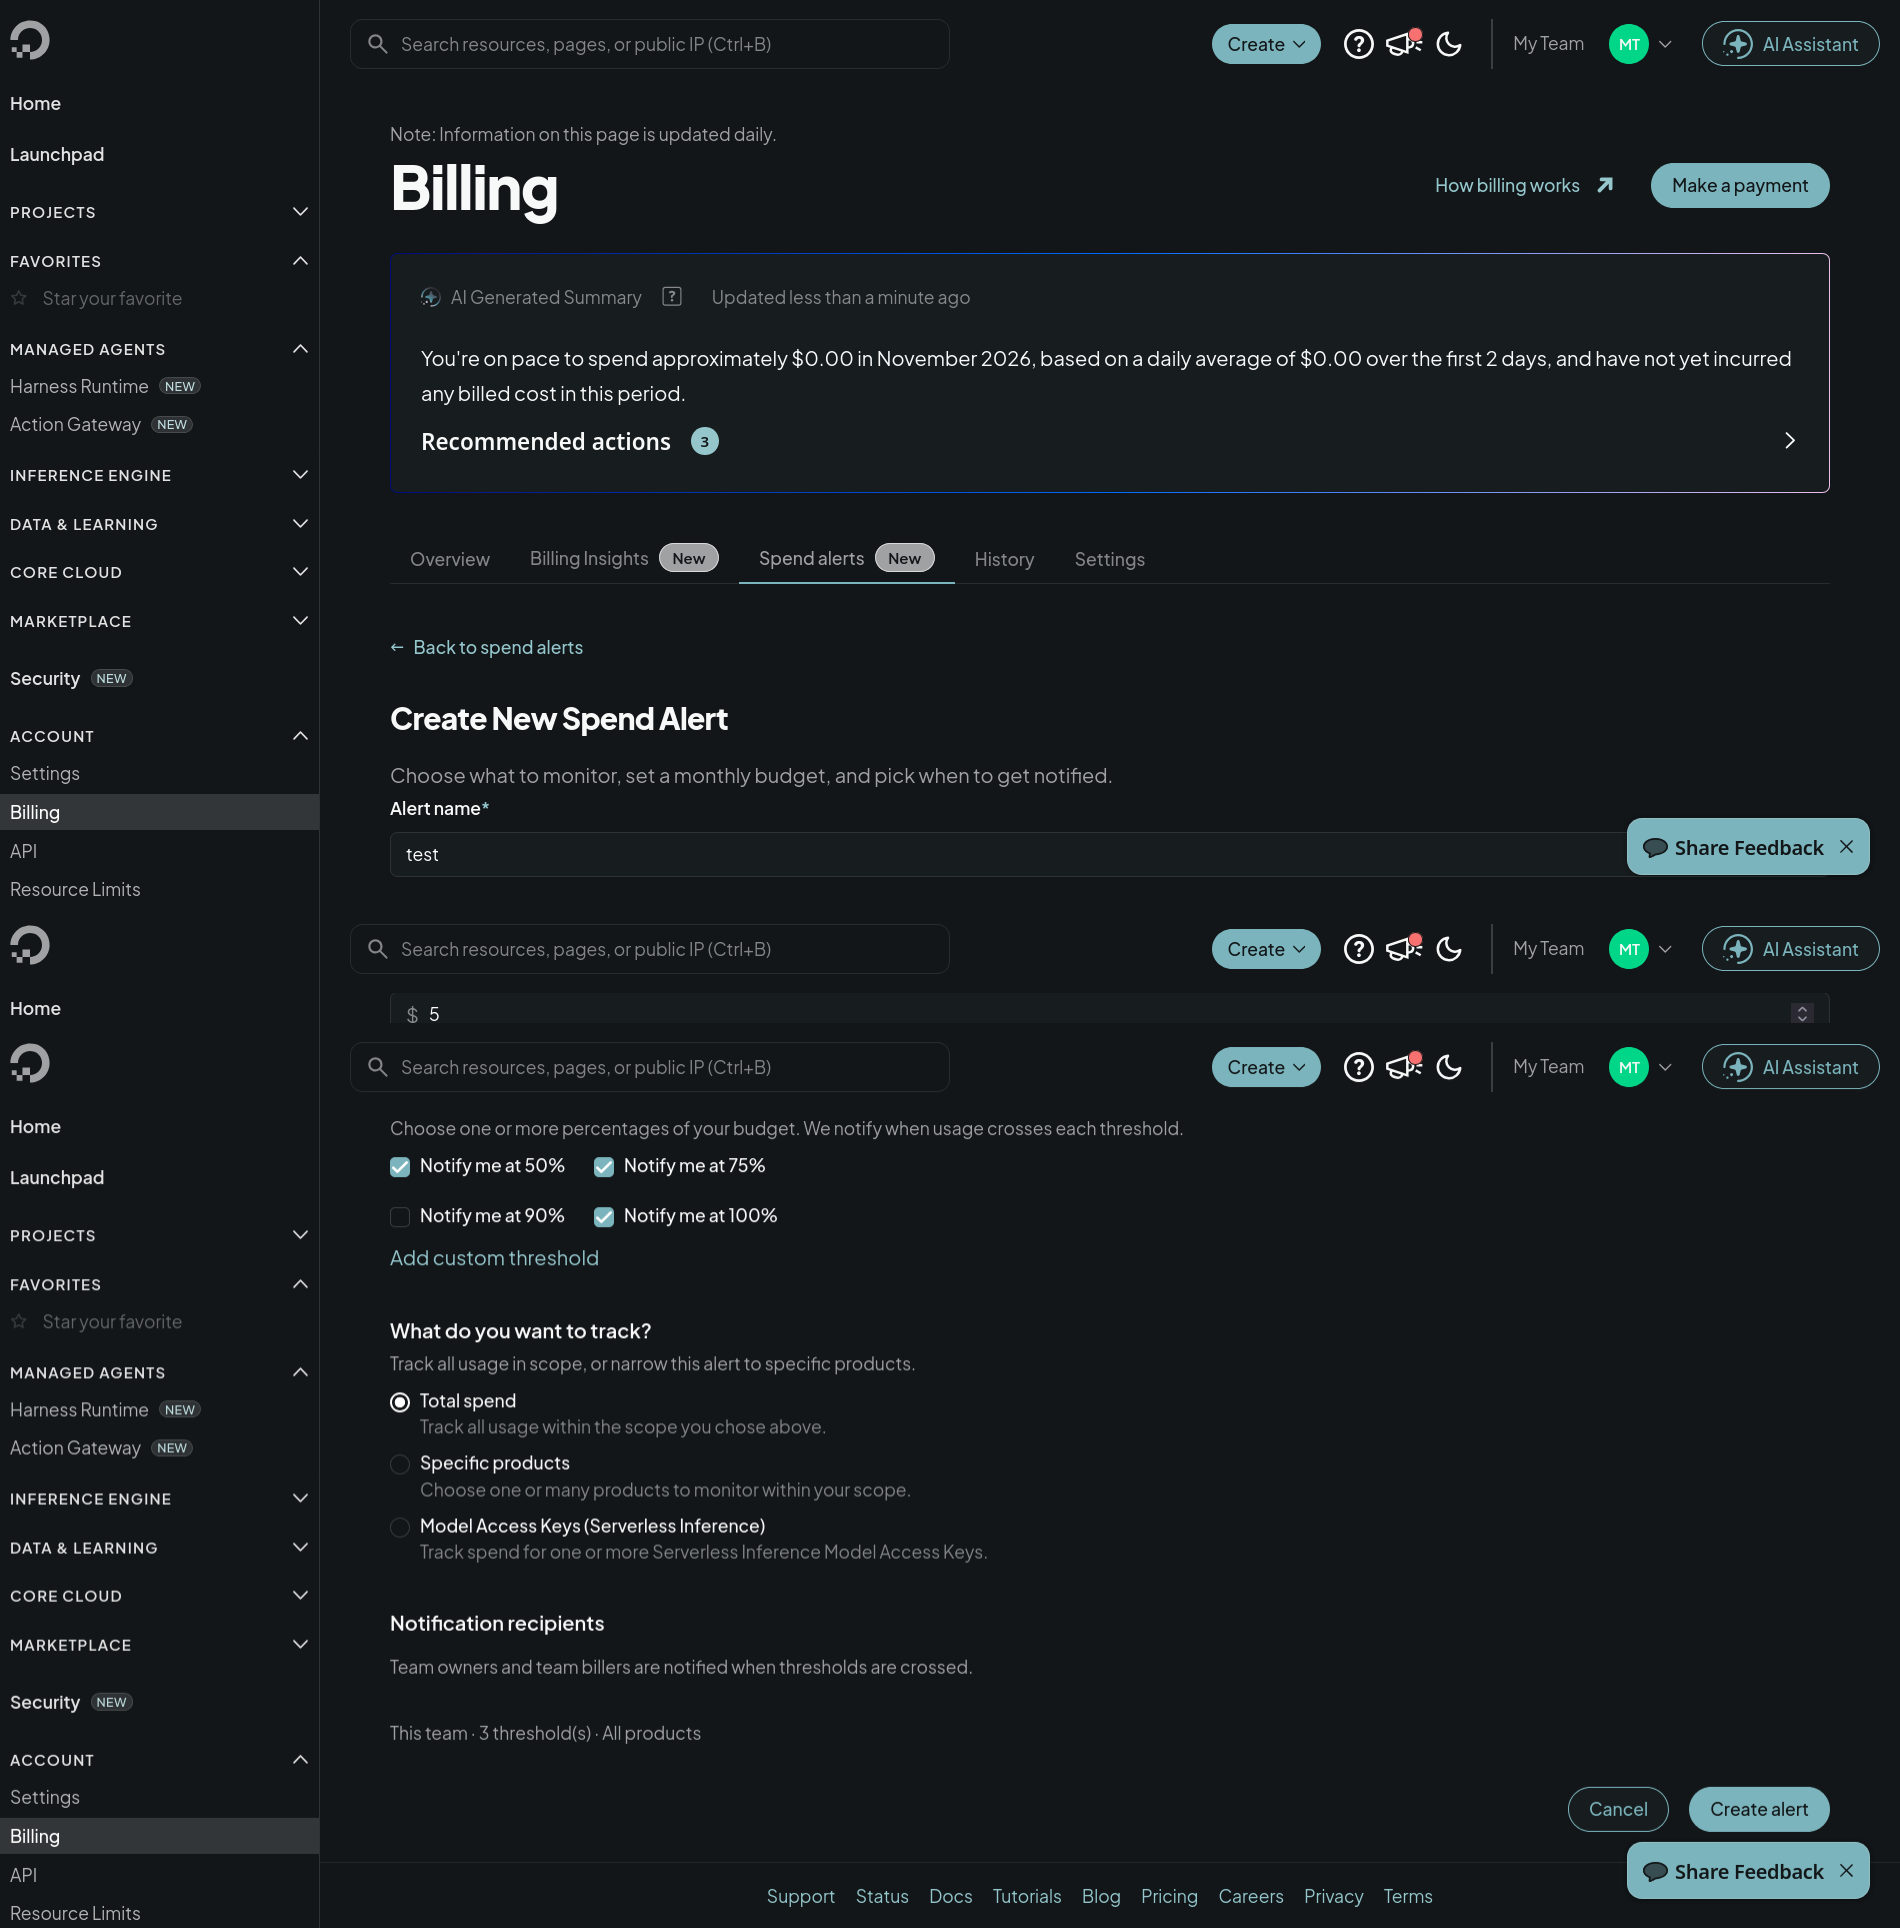 Search resources, pages, or public IP (Ctrl+B)
Create
My Team
MT
AI Assistant
Home
Launchpad
PROJECTS
FAVORITES
Star your favorite
MANAGED AGENTS
Harness Runtime NEW
Action Gateway NEW
INFERENCE ENGINE
DATA & LEARNING
CORE CLOUD
MARKETPLACE
Security NEW
ACCOUNT
Settings
Billing
API
Resource Limits
Note: Information on this page is updated daily.
Billing
How billing works
Make a payment
AI Generated Summary ? Updated less than a minute ago
You're on pace to spend approximately $0.00 in November 2026, based on a daily average of $0.00 over the first 2 days, and have not yet incurred
any billed cost in this period.
Recommended actions 3
Overview Billing Insights New Spend alerts New History Settings
← Back to spend alerts
Create New Spend Alert
Choose what to monitor, set a monthly budget, and pick when to get notified.
Alert name*
test
Share Feedback
Search resources, pages, or public IP (Ctrl+B)
Create
My Team
MT
AI Assistant
Home
$ 5
Search resources, pages, or public IP (Ctrl+B)
Create
My Team
MT
AI Assistant
Home
Launchpad
PROJECTS
FAVORITES
Star your favorite
MANAGED AGENTS
Harness Runtime NEW
Action Gateway NEW
INFERENCE ENGINE
DATA & LEARNING
CORE CLOUD
MARKETPLACE
Security NEW
ACCOUNT
Settings
Billing
API
Resource Limits
Choose one or more percentages of your budget. We notify when usage crosses each threshold.
Notify me at 50% Notify me at 75%
Notify me at 90% Notify me at 100%
Add custom threshold
What do you want to track?
Track all usage in scope, or narrow this alert to specific products.
Total spend
Track all usage within the scope you chose above.
Specific products
Choose one or many products to monitor within your scope.
Model Access Keys (Serverless Inference)
Track spend for one or more Serverless Inference Model Access Keys.
Notification recipients
Team owners and team billers are notified when thresholds are crossed.
This team · 3 threshold(s) · All products
Cancel
Create alert
Share Feedback
Support Status Docs Tutorials Blog Pricing Careers Privacy Terms